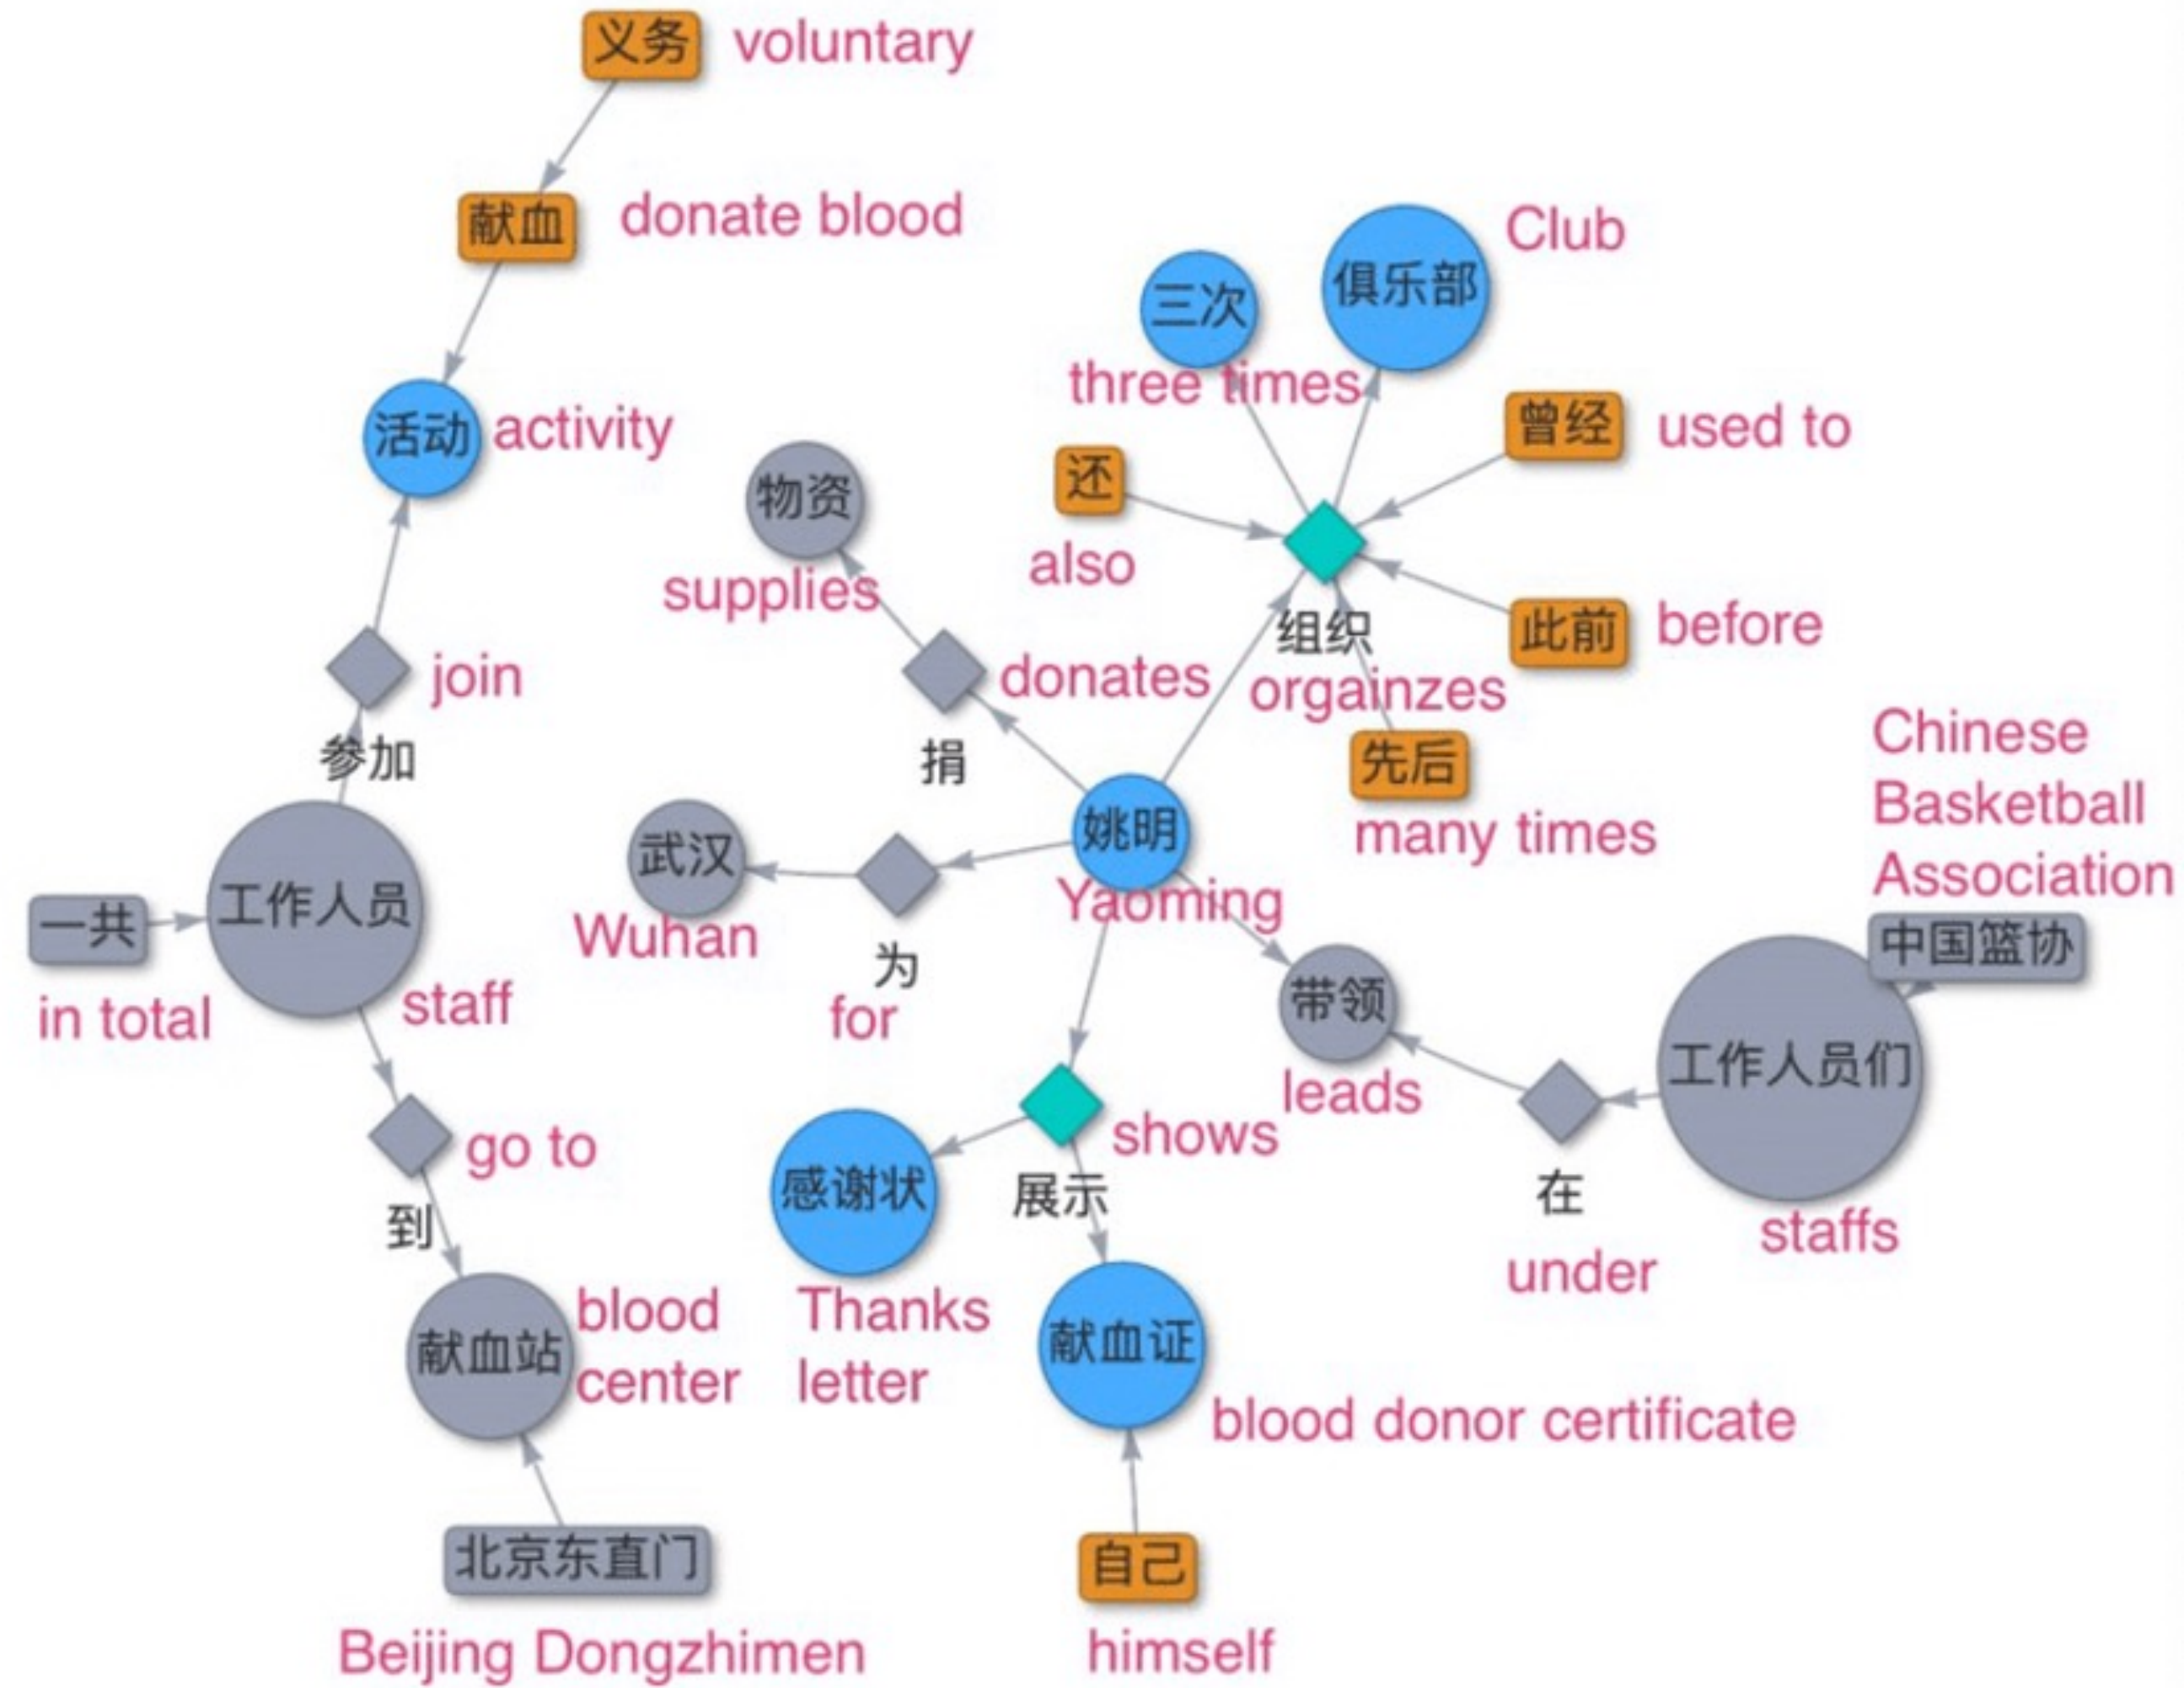 义务 voluntary
献血 donate blood
Club
三次
俱乐部
three times
活动 activity
曾经 used to
还
物资
also
supplies
组织
此前 before
join
donates
orgainzes
参加
捐
先后
many times
Chinese
Basketball
Association
姚明
武汉
Yaoming
工作人员
一共
Wuhan
中国篮协
为
for
带领
staff
in total
工作人员们
leads
go to
shows
感谢状
展示
在
到
staffs
under
献血站
blood
center
Thanks
letter
献血证
blood donor certificate
北京东直门
自己
Beijing Dongzhimen
himself